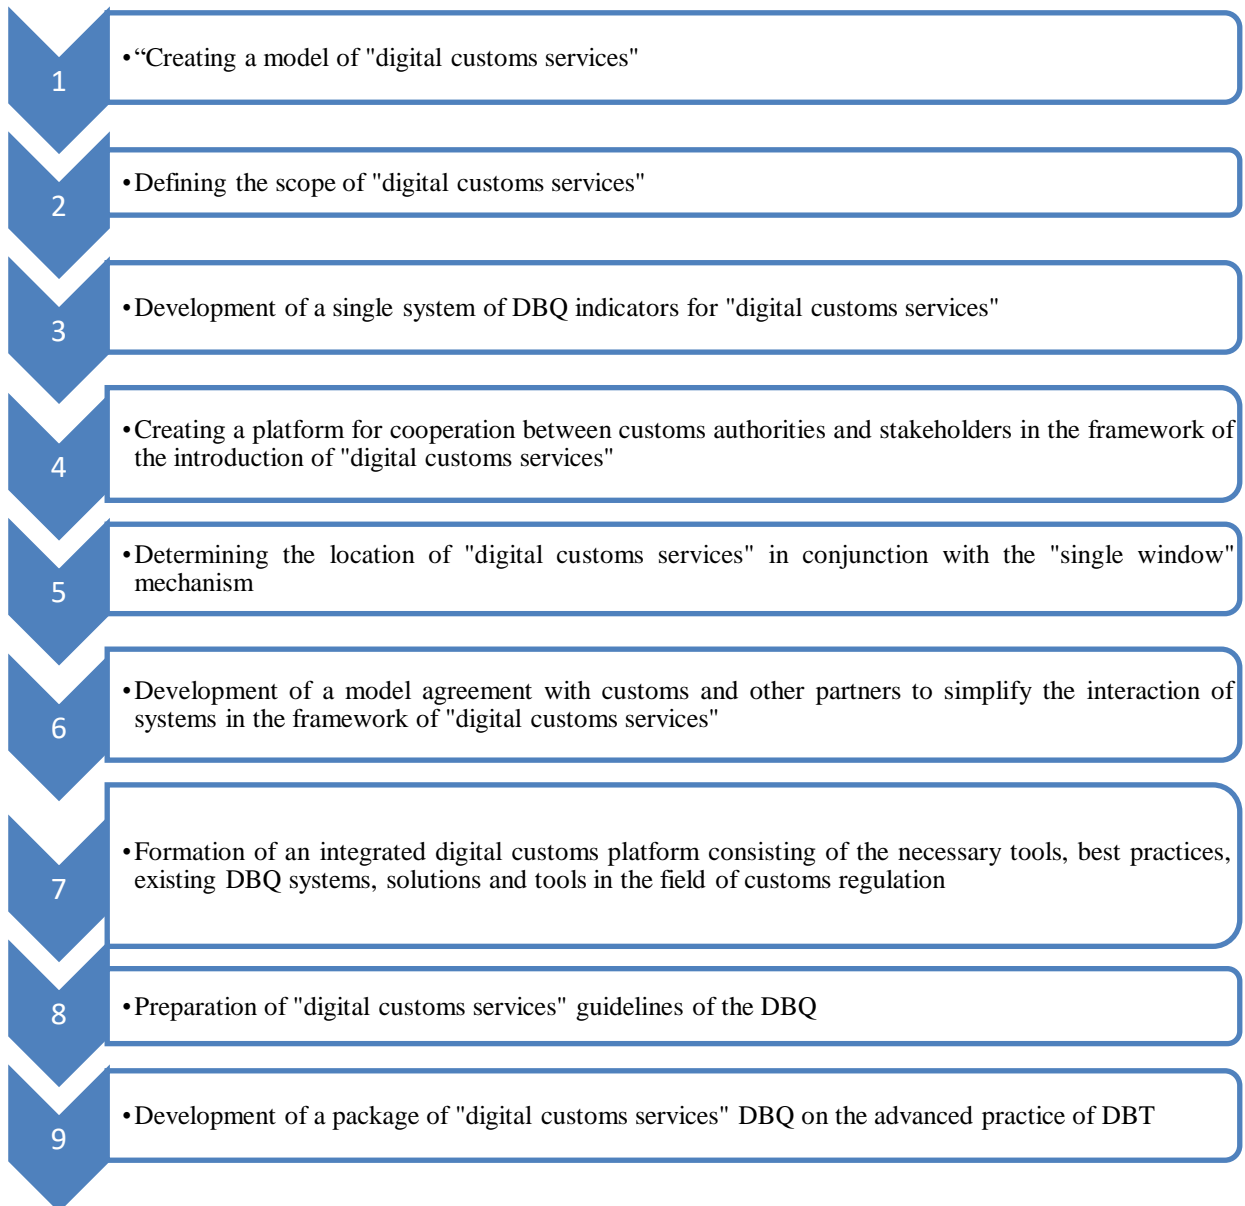 1
•“Creating a model of "digital customs services"
2
•Defining the scope of "digital customs services"
3
•Development of a single system of DBQ indicators for "digital customs services"
4
•Creating a platform for cooperation between customs authorities and stakeholders in the framework of
the introduction of "digital customs services"
5
•Determining the location of "digital customs services" in conjunction with the "single window"
mechanism
6
•Development of a model agreement with customs and other partners to simplify the interaction of
systems in the framework of "digital customs services"
7
•Formation of an integrated digital customs platform consisting of the necessary tools, best practices,
existing DBQ systems, solutions and tools in the field of customs regulation
8
•Preparation of "digital customs services" guidelines of the DBQ
9
•Development of a package of "digital customs services" DBQ on the advanced practice of DBT